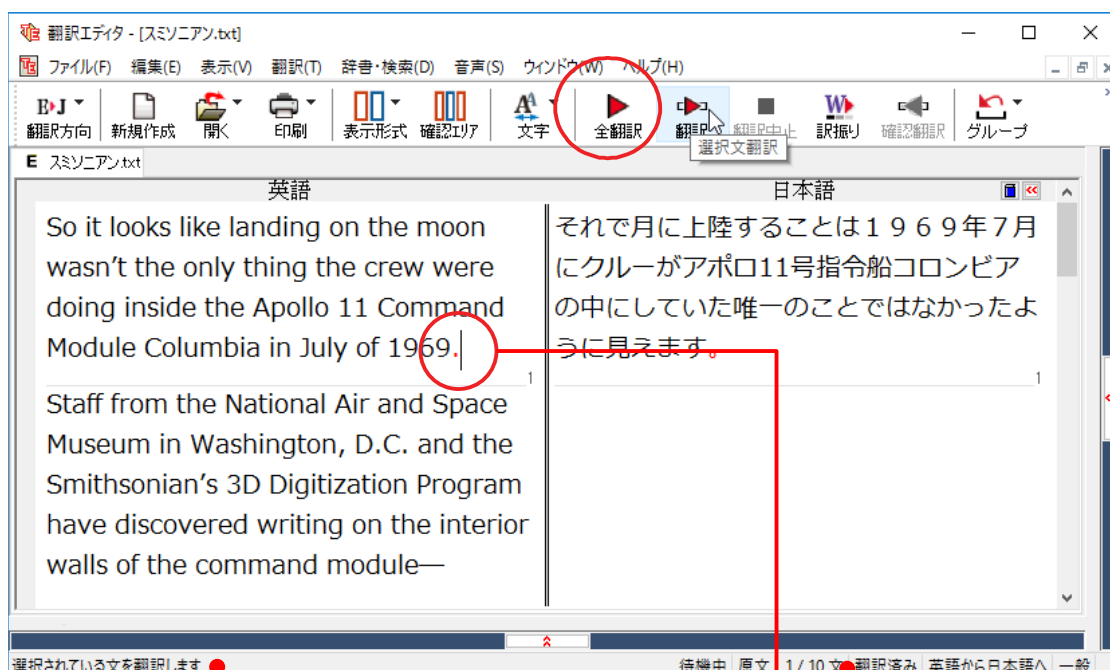 翻訳エディタ - [スミソニアン.txt]
ファイル(F) 編集(E) 表示(V) 翻訳(T) 辞書・検索(D) 音声(S) ウィンドウ(W) ヘルプ(H)
E▸J
翻訳方向 新規作成 開く 印刷 表示形式 確認エリア 文字 全翻訳 翻訳 翻訳中止 訳振り 確認翻訳 グループ
選択文翻訳
E スミソニアン.txt
英語 日本語
So it looks like landing on the moon
wasn't the only thing the crew were
doing inside the Apollo 11 Command
Module Columbia in July of 1969.
1
それで月に上陸することは１９６９年７月
にクルーがアポロ11号指令船コロンビア
の中にしていた唯一のことではなかったよ
うに見えます。
1
Staff from the National Air and Space
Museum in Washington, D.C. and the
Smithsonian's 3D Digitization Program
have discovered writing on the interior
walls of the command module—
選択されている文を翻訳します 待機中 原文 1 / 10 文 翻訳済み 英語から日本語へ 一般